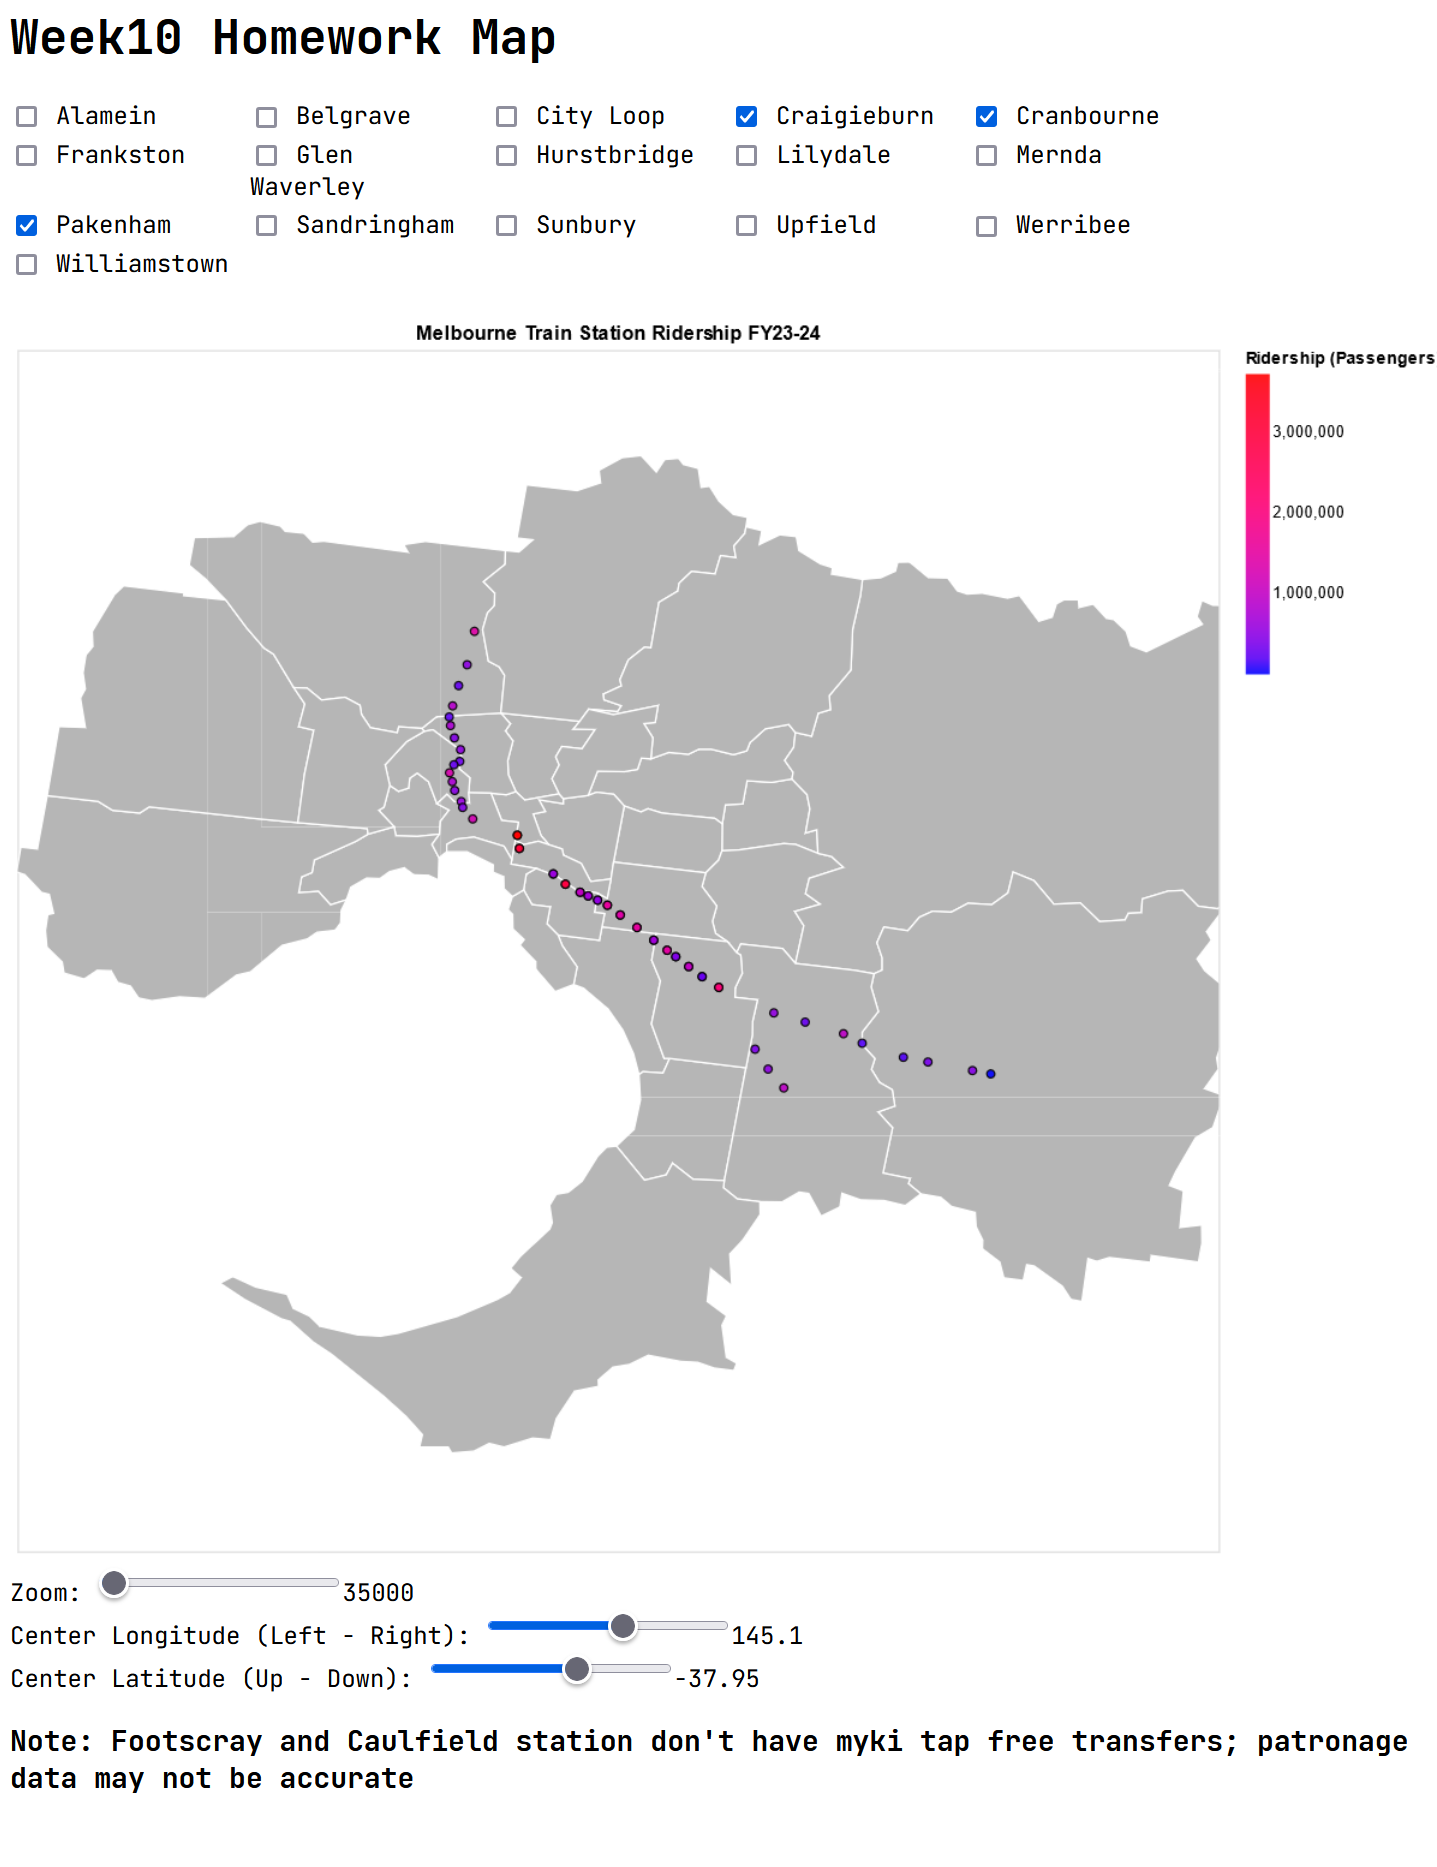 Week10 Homework Map
Alamein Belgrave City Loop Craigieburn Cranbourne
Frankston Glen Waverley Hurstbridge Lilydale Mernda
Pakenham Sandringham Sunbury Upfield Werribee
Williamstown
Melbourne Train Station Ridership FY23-24
Ridership (Passengers
3,000,000
2,000,000
1,000,000
Zoom: 35000
Center Longitude (Left - Right): 145.1
Center Latitude (Up - Down): -37.95
Note: Footscray and Caulfield station don't have myki tap free transfers; patronage
data may not be accurate